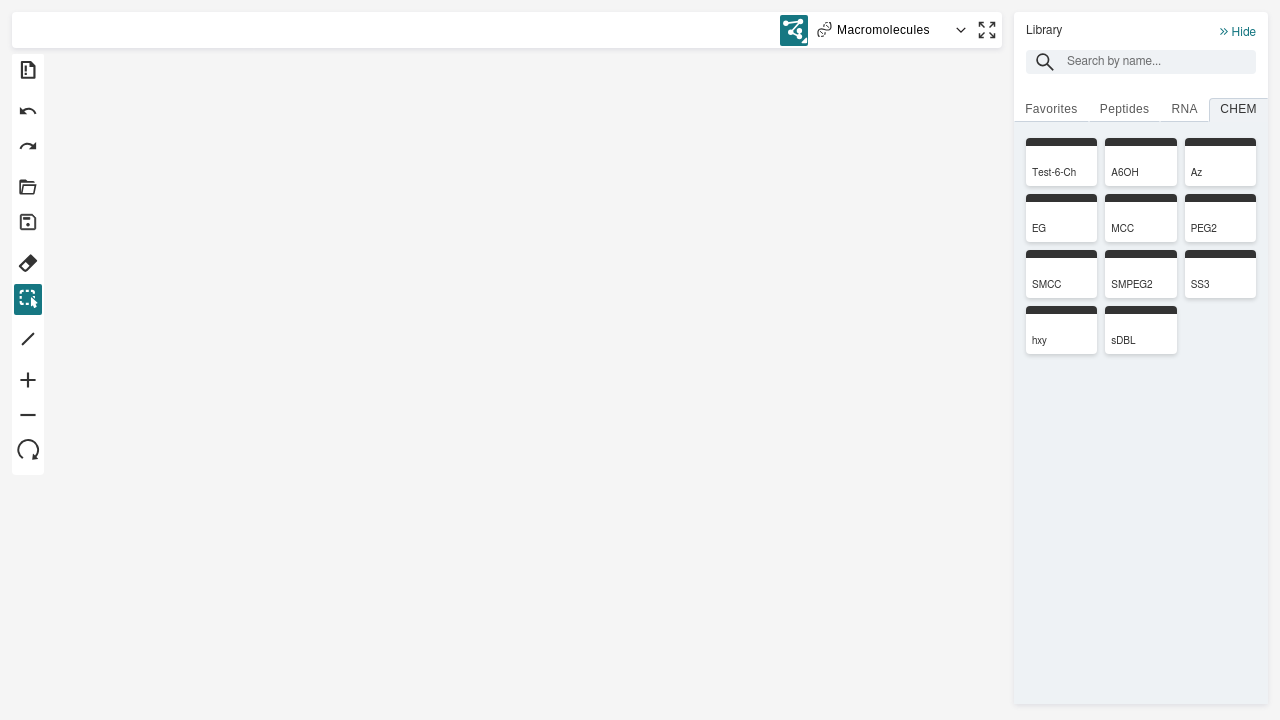 Macromolecules
Library
Hide
Search by name...
Favorites
Peptides
RNA
CHEM
Test-6-Ch
A6OH
Az
EG
MCC
PEG2
SMCC
SMPEG2
SS3
hxy
sDBL